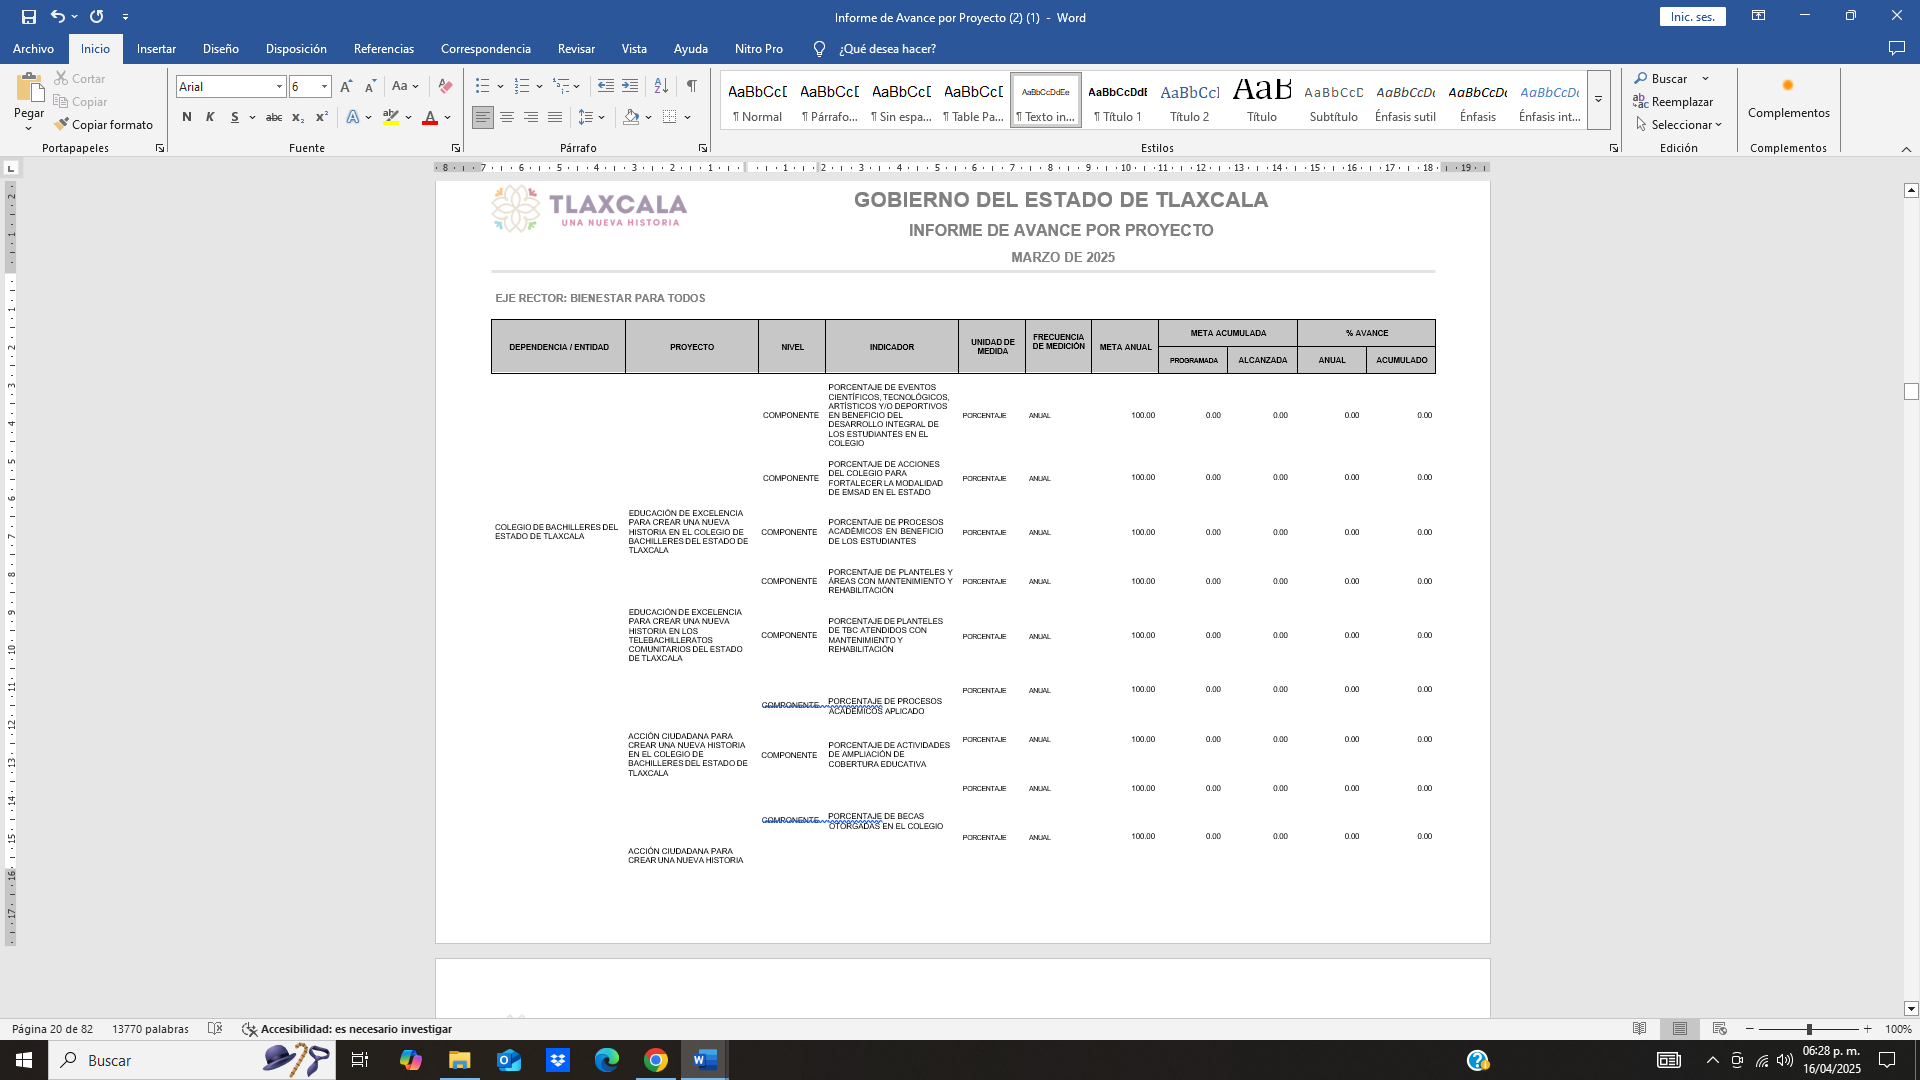 Informe de Avance por Proyecto (2) (1) - Word
Inic. ses.
Archivo Inicio Insertar Diseño Disposición Referencias Correspondencia Revisar Vista Ayuda Nitro Pro ¿Qué desea hacer?
Pegar
Cortar
Copiar
Copiar formato
Portapapeles
Arial 6
N K S abc x₂ x²
Fuente
Párrafo
AaBbCcD AaBbCcD AaBbCcD AaBbCcD AaBbCcDdEe AaBbCcDdE AaBbCcI AaB AaBbCcD AaBbCcDc AaBbCcDc AaBbCcDc
¶ Normal ¶ Párrafo... ¶ Sin espa... ¶ Table Pa... ¶ Texto in... ¶ Título 1 Título 2 Título Subtítulo Énfasis sutil Énfasis Énfasis int...
Estilos
Buscar
Reemplazar
Seleccionar
Edición
Complementos
Complementos
TLAXCALA
UNA NUEVA HISTORIA
GOBIERNO DEL ESTADO DE TLAXCALA
INFORME DE AVANCE POR PROYECTO
MARZO DE 2025
EJE RECTOR: BIENESTAR PARA TODOS
DEPENDENCIA / ENTIDAD PROYECTO NIVEL INDICADOR UNIDAD DE MEDIDA FRECUENCIA DE MEDICIÓN META ANUAL META ACUMULADA % AVANCE
PROGRAMADA ALCANZADA ANUAL ACUMULADO
COLEGIO DE BACHILLERES DEL
ESTADO DE TLAXCALA
EDUCACIÓN DE EXCELENCIA
PARA CREAR UNA NUEVA
HISTORIA EN EL COLEGIO DE
BACHILLERES DEL ESTADO DE
TLAXCALA
COMPONENTE
PORCENTAJE DE EVENTOS
CIENTÍFICOS, TECNOLÓGICOS,
ARTÍSTICOS Y/O DEPORTIVOS
EN BENEFICIO DEL
DESARROLLO INTEGRAL DE
LOS ESTUDIANTES EN EL
COLEGIO
PORCENTAJE ANUAL 100.00 0.00 0.00 0.00 0.00
COMPONENTE
PORCENTAJE DE ACCIONES
DEL COLEGIO PARA
FORTALECER LA MODALIDAD
DE EMSAD EN EL ESTADO
PORCENTAJE ANUAL 100.00 0.00 0.00 0.00 0.00
COMPONENTE
PORCENTAJE DE PROCESOS
ACADÉMICOS EN BENEFICIO
DE LOS ESTUDIANTES
PORCENTAJE ANUAL 100.00 0.00 0.00 0.00 0.00
COMPONENTE
PORCENTAJE DE PLANTELES Y
ÁREAS CON MANTENIMIENTO Y
REHABILITACIÓN
PORCENTAJE ANUAL 100.00 0.00 0.00 0.00 0.00
EDUCACIÓN DE EXCELENCIA
PARA CREAR UNA NUEVA
HISTORIA EN LOS
TELEBACHILLERATOS
COMUNITARIOS DEL ESTADO
DE TLAXCALA
COMPONENTE
PORCENTAJE DE PLANTELES
DE TBC ATENDIDOS CON
MANTENIMIENTO Y
REHABILITACIÓN
PORCENTAJE ANUAL 100.00 0.00 0.00 0.00 0.00
PORCENTAJE ANUAL 100.00 0.00 0.00 0.00 0.00
COMPONENTE PORCENTAJE DE PROCESOS
ACADÉMICOS APLICADO
ACCIÓN CIUDADANA PARA
CREAR UNA NUEVA HISTORIA
EN EL COLEGIO DE
BACHILLERES DEL ESTADO DE
TLAXCALA
PORCENTAJE ANUAL 100.00 0.00 0.00 0.00 0.00
COMPONENTE
PORCENTAJE DE ACTIVIDADES
DE AMPLIACIÓN DE
COBERTURA EDUCATIVA
PORCENTAJE ANUAL 100.00 0.00 0.00 0.00 0.00
COMPONENTE PORCENTAJE DE BECAS
OTORGADAS EN EL COLEGIO
PORCENTAJE ANUAL 100.00 0.00 0.00 0.00 0.00
ACCIÓN CIUDADANA PARA
CREAR UNA NUEVA HISTORIA
Página 20 de 82 13770 palabras Accesibilidad: es necesario investigar 100%
Buscar
06:28 p. m.
16/04/2025